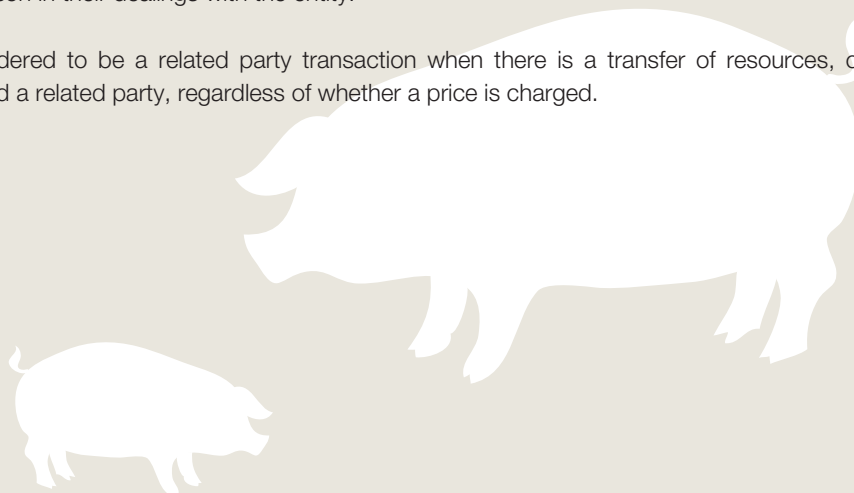 in their dealings with the entity.
dered to be a related party transaction when there is a transfer of resources,
d a related party, regardless of whether a price is charged.